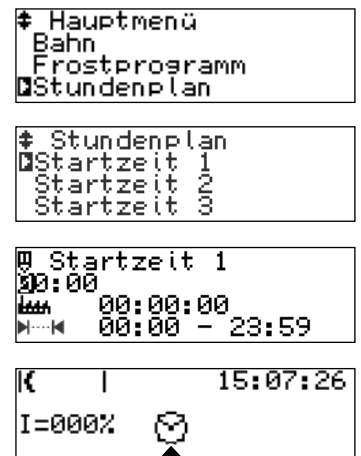 Hauptmenü
Bahn
Frostprogramm
Stundenplan
Stundenplan
Startzeit 1
Startzeit 2
Startzeit 3
Startzeit 1
00:00
00:00:00
00:00 - 23:59
15:07:26
I=000%